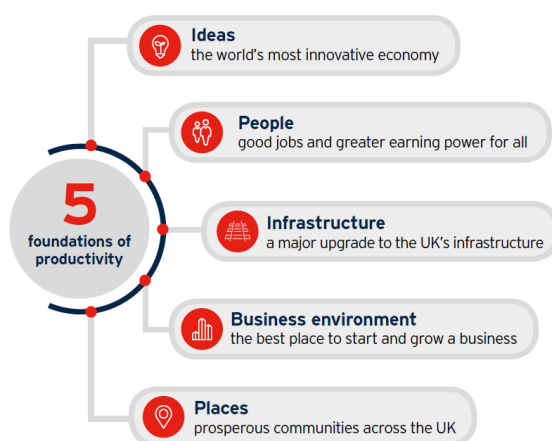 5
foundations of
productivity
Ideas
the world's most innovative economy
People
good jobs and greater earning power for all
Infrastructure
a major upgrade to the UK's infrastructure
Business environment
the best place to start and grow a business
Places
prosperous communities across the UK